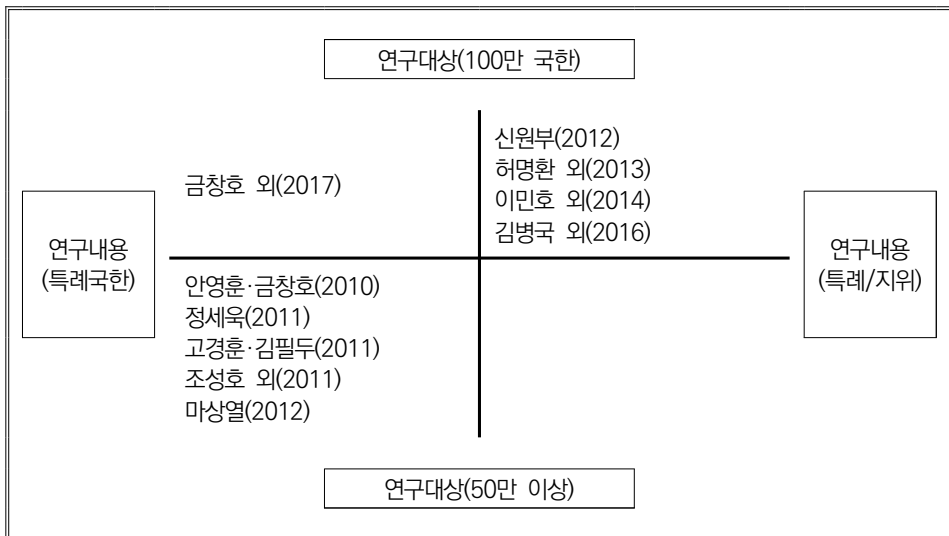 연구대상(100만 국한)
금창호 외(2017)
신원부(2012)
허명환 외(2013)
이민호 외(2014)
김병국 외(2016)
연구내용
(특례국한)
연구내용
(특례/지위)
안영훈·금창호(2010)
정세욱(2011)
고경훈·김필두(2011)
조성호 외(2011)
마상열(2012)
연구대상(50만 이상)